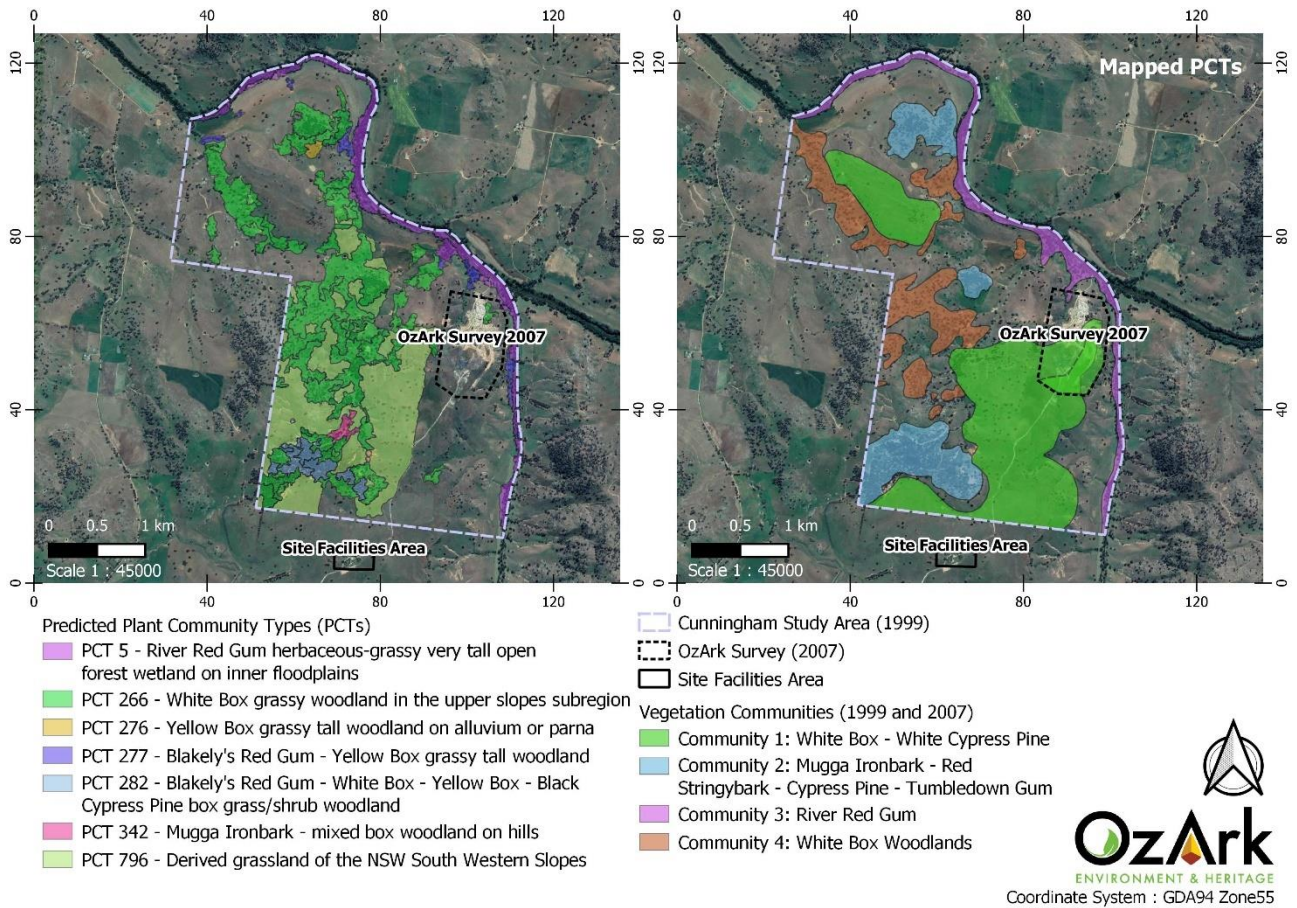 0 40 80 120
0 40 80 120
120
120
120
Mapped PCTs
80
80
80
OzArk Survey 2007
OzArk Survey 2007
40
40
40
0 0.5 1 km
Scale 1 : 45000
Site Facilities Area
0 0.5 1 km
Scale 1 : 45000
Site Facilities Area
0
0
0
0 40 80 120
0 40 80 120
Predicted Plant Community Types (PCTs)
PCT 5 - River Red Gum herbaceous-grassy very tall open
forest wetland on inner floodplains
PCT 266 - White Box grassy woodland in the upper slopes subregion
PCT 276 - Yellow Box grassy tall woodland on alluvium or parna
PCT 277 - Blakely's Red Gum - Yellow Box grassy tall woodland
PCT 282 - Blakely's Red Gum - White Box - Yellow Box - Black
Cypress Pine box grass/shrub woodland
PCT 342 - Mugga Ironbark - mixed box woodland on hills
PCT 796 - Derived grassland of the NSW South Western Slopes
Cunningham Study Area (1999)
OzArk Survey (2007)
Site Facilities Area
Vegetation Communities (1999 and 2007)
Community 1: White Box - White Cypress Pine
Community 2: Mugga Ironbark - Red
Stringybark - Cypress Pine - Tumbledown Gum
Community 3: River Red Gum
Community 4: White Box Woodlands
OzArk
ENVIRONMENT & HERITAGE
Coordinate System : GDA94 Zone55